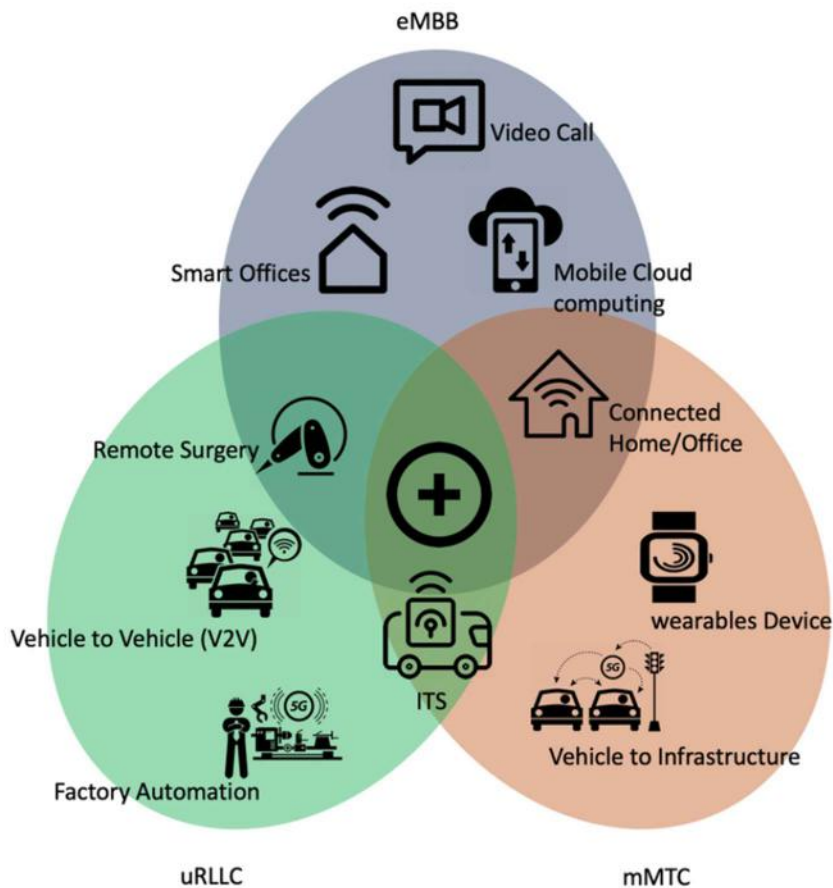 eMBB
Video Call
Smart Offices
Mobile Cloud
computing
Connected
Home/Office
Remote Surgery
wearables Device
Vehicle to Vehicle (V2V)
ITS
5G
Vehicle to Infrastructure
5G
Factory Automation
uRLLC
mMTC